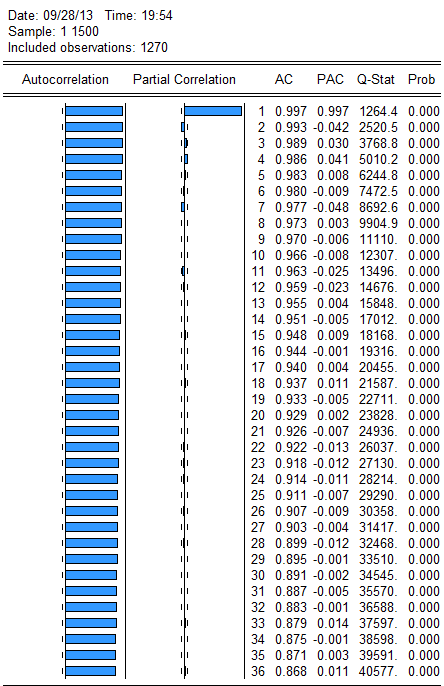 Date: 09/28/13 Time: 19:54
Sample: 1 1500
Included observations: 1270
Autocorrelation Partial Correlation AC PAC Q-Stat Prob
1 0.997 0.997 1264.4 0.000
2 0.993 -0.042 2520.5 0.000
3 0.989 0.030 3768.8 0.000
4 0.986 0.041 5010.2 0.000
5 0.983 0.008 6244.8 0.000
6 0.980 -0.009 7472.5 0.000
7 0.977 -0.048 8692.6 0.000
8 0.973 0.003 9904.9 0.000
9 0.970 -0.006 11110. 0.000
10 0.966 -0.008 12307. 0.000
11 0.963 -0.025 13496. 0.000
12 0.959 -0.023 14676. 0.000
13 0.955 0.004 15848. 0.000
14 0.951 -0.005 17012. 0.000
15 0.948 0.009 18168. 0.000
16 0.944 -0.001 19316. 0.000
17 0.940 0.004 20455. 0.000
18 0.937 0.011 21587. 0.000
19 0.933 -0.005 22711. 0.000
20 0.929 0.002 23828. 0.000
21 0.926 -0.007 24936. 0.000
22 0.922 -0.013 26037. 0.000
23 0.918 -0.012 27130. 0.000
24 0.914 -0.011 28214. 0.000
25 0.911 -0.007 29290. 0.000
26 0.907 -0.009 30358. 0.000
27 0.903 -0.004 31417. 0.000
28 0.899 -0.012 32468. 0.000
29 0.895 -0.001 33510. 0.000
30 0.891 -0.002 34545. 0.000
31 0.887 -0.005 35570. 0.000
32 0.883 -0.001 36588. 0.000
33 0.879 0.014 37597. 0.000
34 0.875 -0.001 38598. 0.000
35 0.871 0.003 39591. 0.000
36 0.868 0.011 40577. 0.000